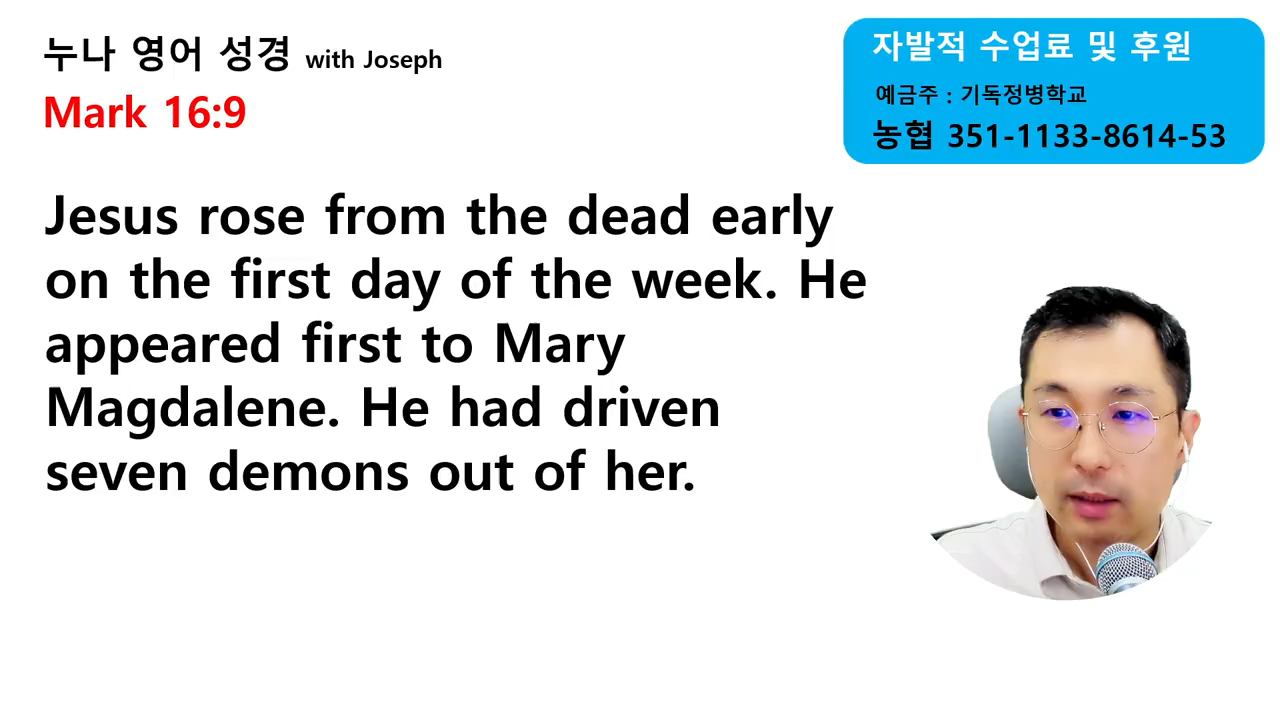 누나 영어 성경 with Joseph
Mark 16:9
자발적 수업료 및 후원
예금주 : 기독정병학교
농협 351-1133-8614-53
Jesus rose from the dead early
on the first day of the week. He
appeared first to Mary
Magdalene. He had driven
seven demons out of her.